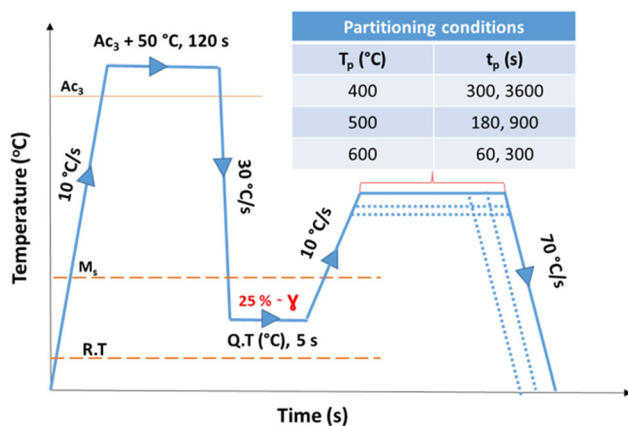 Partitioning conditions
Tₚ (°C) tₚ (s)
400 300, 3600
500 180, 900
600 60, 300
Ac₃ + 50 °C, 120 s
Ac₃
10 °C/s
30 °C/s
10 °C/s
70 °C/s
Mₛ
25 % ~ Ɣ
Q.T (°C), 5 s
R.T
Temperature (°C)
Time (s)